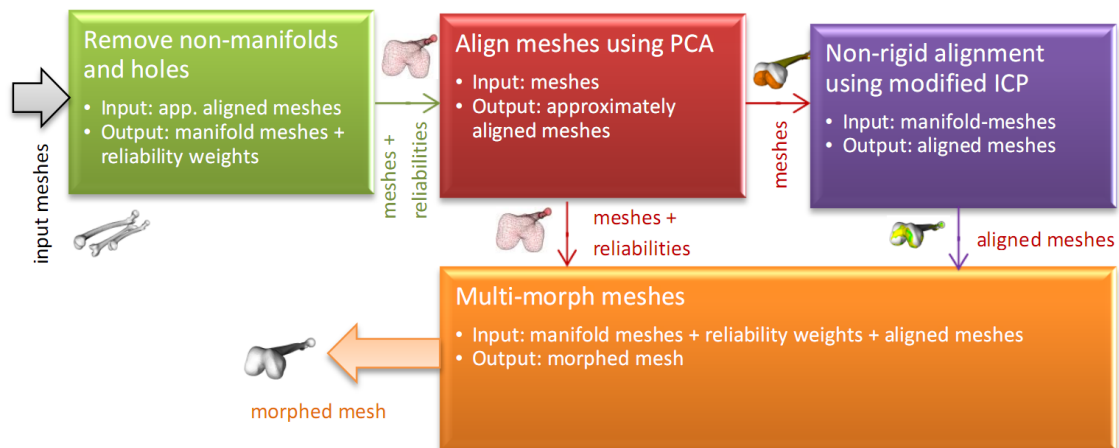 input meshes
Remove non-manifolds
and holes
• Input: app. aligned meshes
• Output: manifold meshes +
reliability weights
meshes +
reliabilities
Align meshes using PCA
• Input: meshes
• Output: approximately
aligned meshes
meshes
Non-rigid alignment
using modified ICP
• Input: manifold-meshes
• Output: aligned meshes
meshes +
reliabilities
aligned meshes
Multi-morph meshes
• Input: manifold meshes + reliability weights + aligned meshes
• Output: morphed mesh
morphed mesh